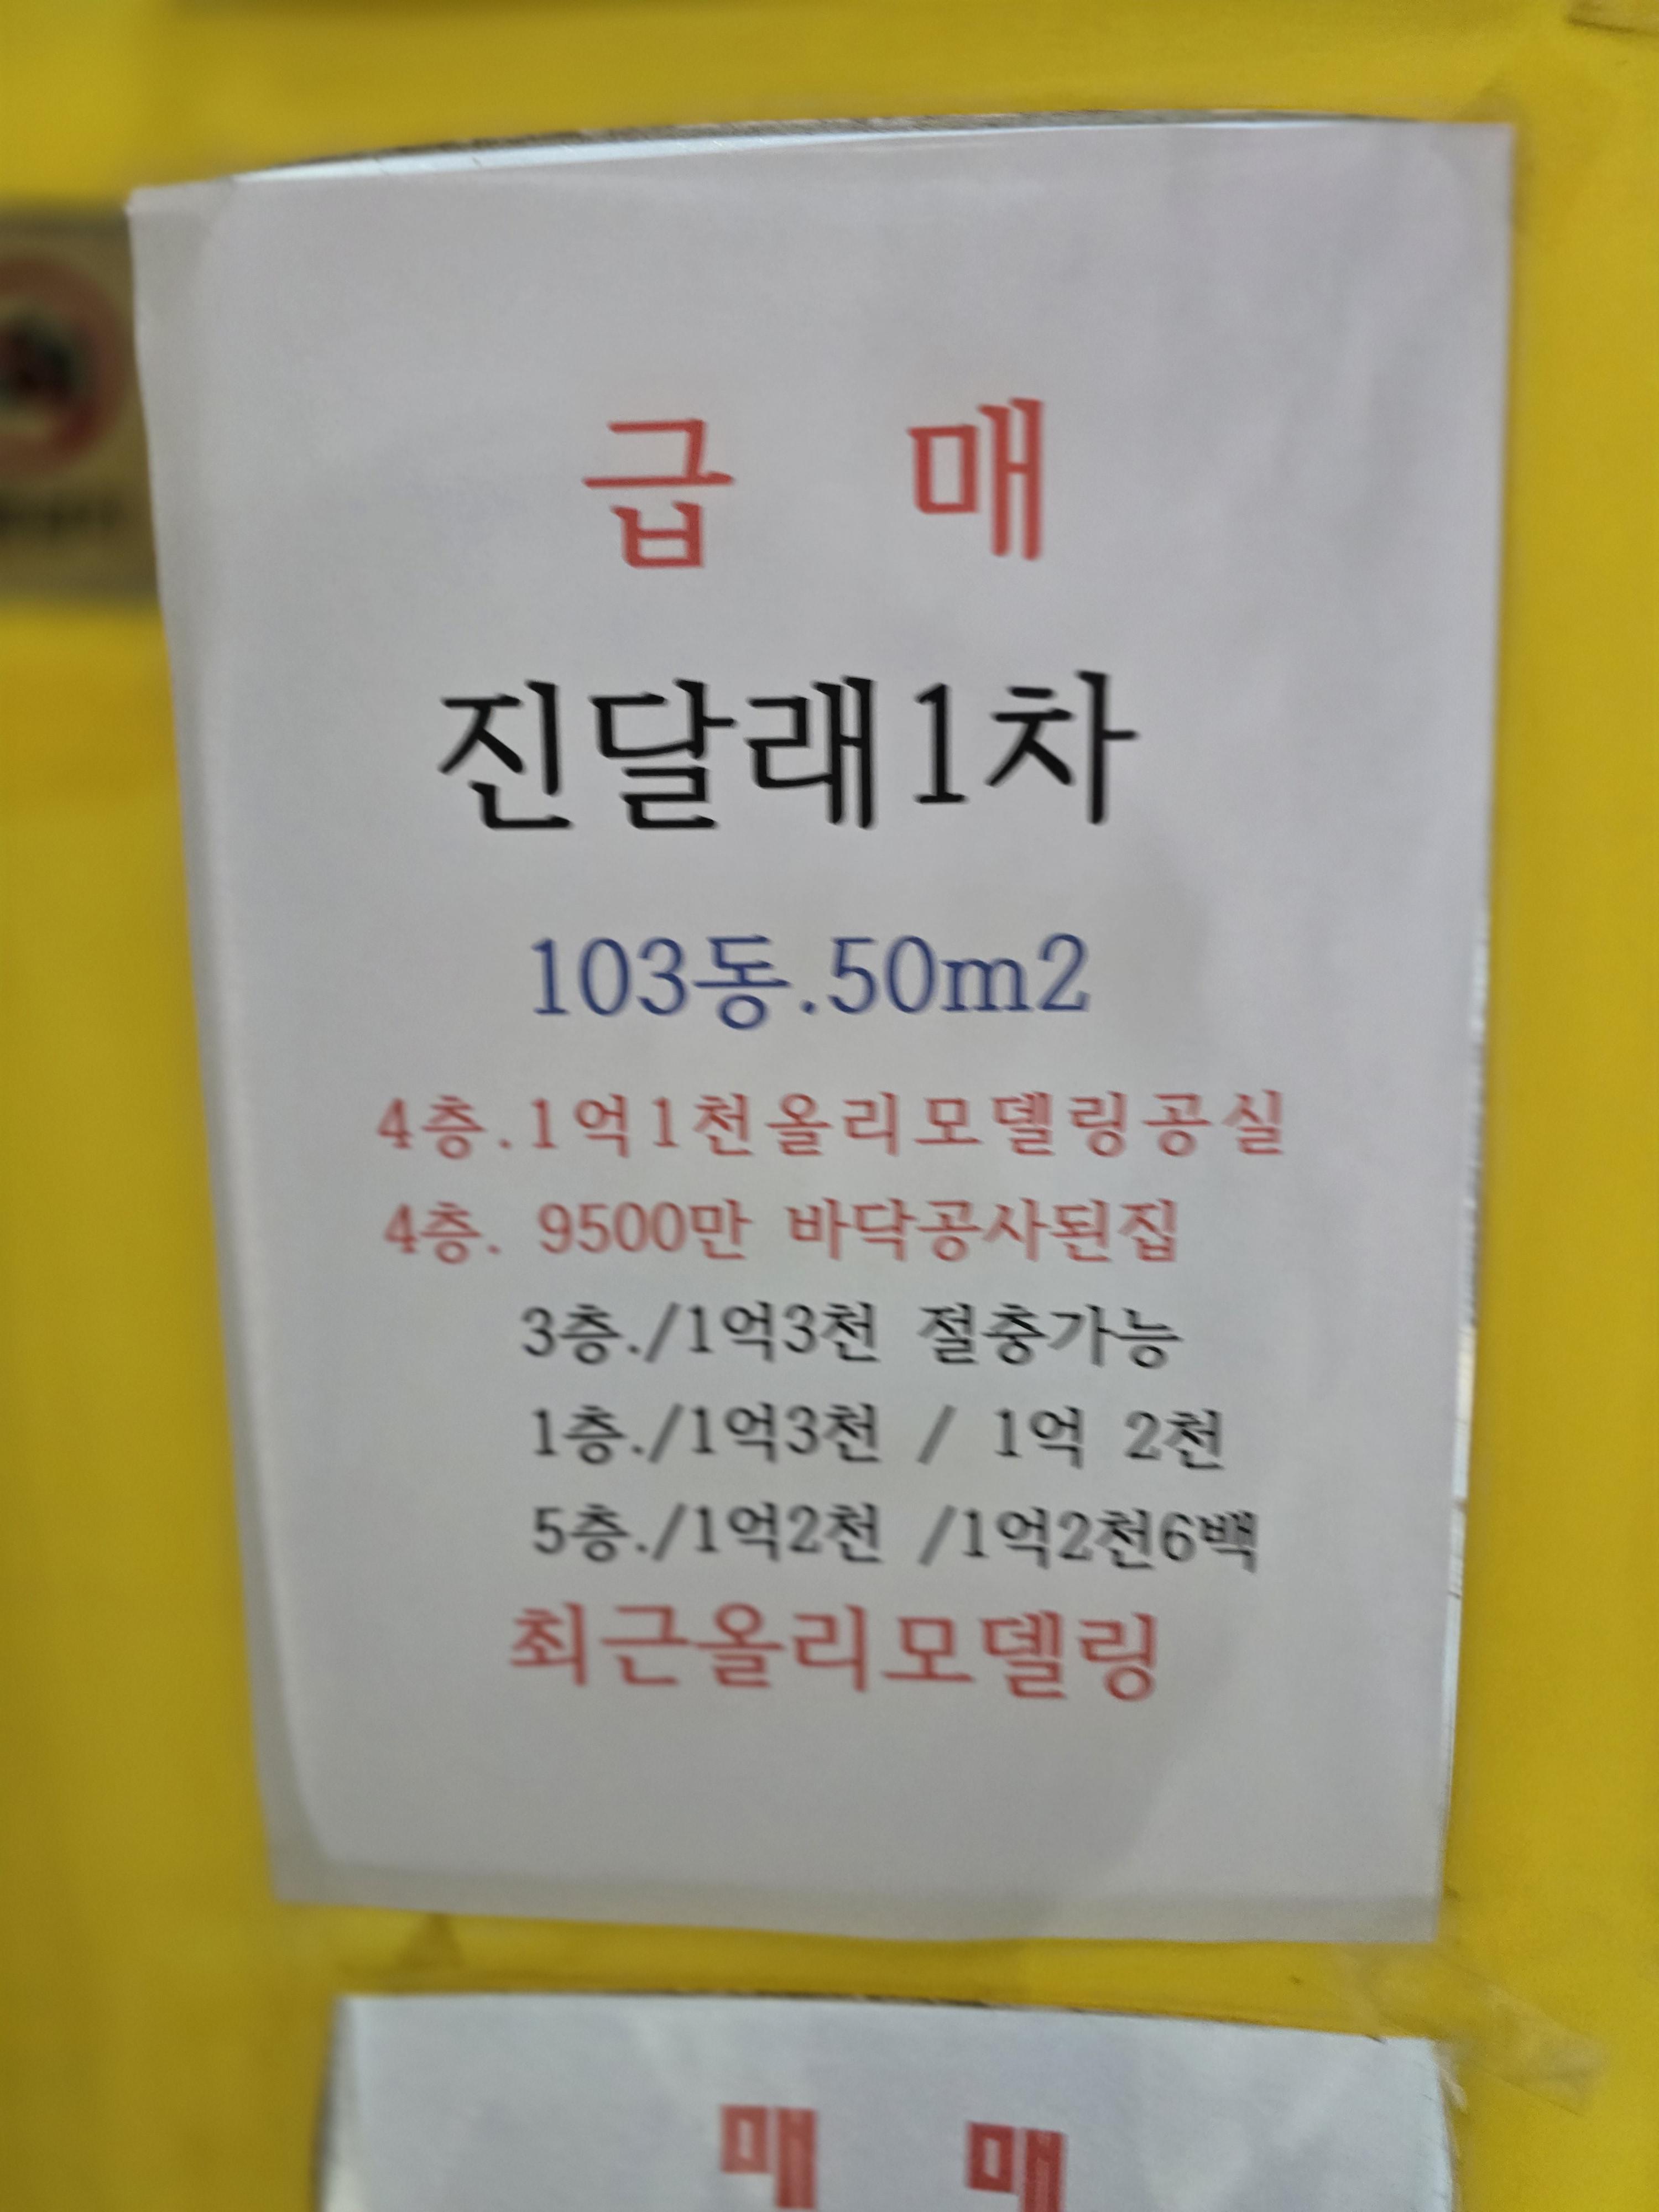 급 매
진달래1차
103동.50m2
4층.1억1천올리모델링공실
4층. 9500만 바닥공사된집
3층./1억3천 절충가능
1층./1억3천 / 1억 2천
5층./1억2천 /1억2천6백
최근올리모델링
매 매